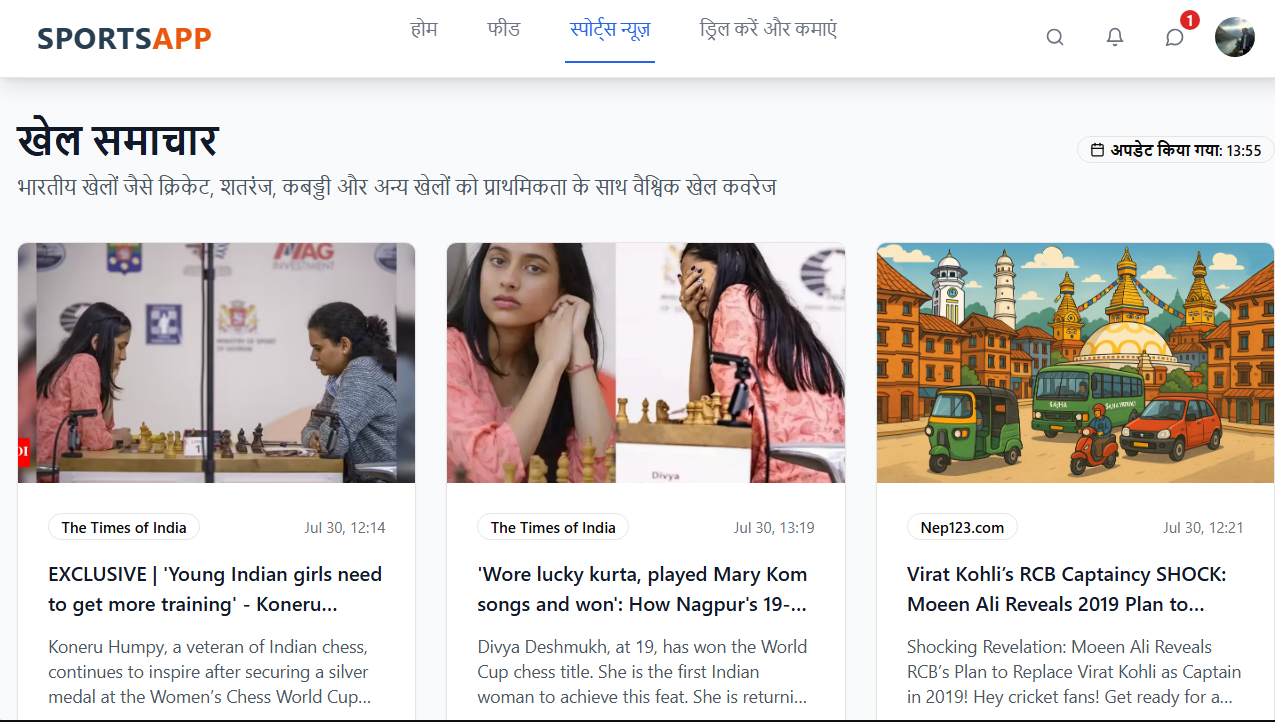 SPORTSAPP
होम
फीड
स्पोर्ट्स न्यूज़
ड्रिल करें और कमाएं
1
खेल समाचार
अपडेट किया गया: 13:55
भारतीय खेलों जैसे क्रिकेट, शतरंज, कबड्डी और अन्य खेलों को प्राथमिकता के साथ वैश्विक खेल कवरेज
MAG
INVESTMENT
MINISTRY OF SPORT
OF GEORGIA
1
DI
Divya
SAJHA
The Times of India
Jul 30, 12:14
EXCLUSIVE | 'Young Indian girls need
to get more training' - Koneru...
Koneru Humpy, a veteran of Indian chess,
continues to inspire after securing a silver
medal at the Women’s Chess World Cup...
The Times of India
Jul 30, 13:19
'Wore lucky kurta, played Mary Kom
songs and won': How Nagpur's 19-...
Divya Deshmukh, at 19, has won the World
Cup chess title. She is the first Indian
woman to achieve this feat. She is returni...
Nep123.com
Jul 30, 12:21
Virat Kohli’s RCB Captaincy SHOCK:
Moeen Ali Reveals 2019 Plan to...
Shocking Revelation: Moeen Ali Reveals
RCB’s Plan to Replace Virat Kohli as Captain
in 2019! Hey cricket fans! Get ready for a...